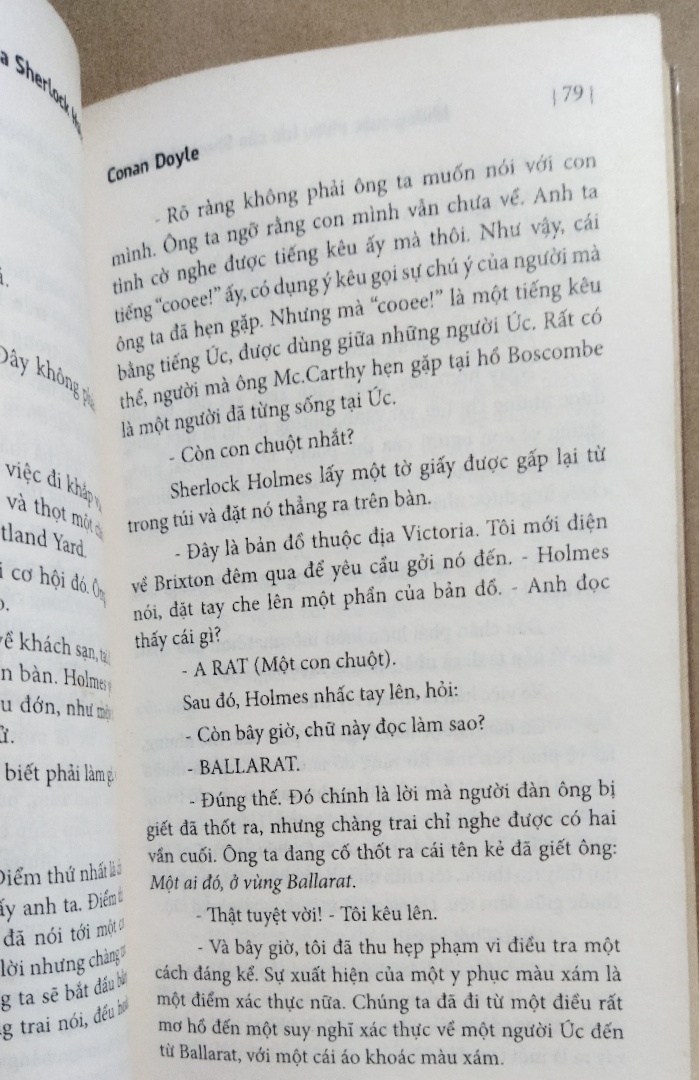 a Sherlock
Đây không
việc đi khắp
và thọt một
tland Yard.
i cơ hội đó.
về khách sạn,
n bàn. Holmes
u đớn, như
biết phải làm
Điểm thứ nhất là
ấy anh ta. Điểm
đã nói tới một
lời nhưng chàng
g ta sẽ bắt đầu
g trai nói, đều
Conan Doyle
|79|
- Rõ ràng không phải ông ta muốn nói với con
mình. Ông ta ngỡ rằng con mình vẫn chưa về. Anh ta
tình cờ nghe được tiếng kêu ấy mà thôi. Như vậy, cái
tiếng “cooee!” ấy, có dụng ý kêu gọi sự chú ý của người mà
ông ta đã hẹn gặp. Nhưng mà “cooee!” là một tiếng kêu
bằng tiếng Úc, được dùng giữa những người Úc. Rất có
thể, người mà ông Mc.Carthy hẹn gặp tại hồ Boscombe
là một người đã từng sống tại Úc.
- Còn con chuột nhắt?
Sherlock Holmes lấy một tờ giấy được gấp lại từ
trong túi và đặt nó thẳng ra trên bàn.
- Đây là bản đồ thuộc địa Victoria. Tôi mới điện
về Brixton đêm qua để yêu cầu gởi nó đến. - Holmes
nói, đặt tay che lên một phần của bản đồ. - Anh đọc
thấy cái gì?
- A RAT (Một con chuột).
Sau đó, Holmes nhấc tay lên, hỏi:
- Còn bây giờ, chữ này đọc làm sao?
- BALLARAT.
- Đúng thế. Đó chính là lời mà người đàn ông bị
giết đã thốt ra, nhưng chàng trai chỉ nghe được có hai
vần cuối. Ông ta đang cố thốt ra cái tên kẻ đã giết ông:
Một ai đó, ở vùng Ballarat.
- Thật tuyệt vời! - Tôi kêu lên.
- Và bây giờ, tôi đã thu hẹp phạm vi điều tra một
cách đáng kể. Sự xuất hiện của một y phục màu xám là
một điểm xác thực nữa. Chúng ta đã đi từ một điều rất
mơ hồ đến một suy nghĩ xác thực về một người Úc đến
từ Ballarat, với một cái áo khoác màu xám.